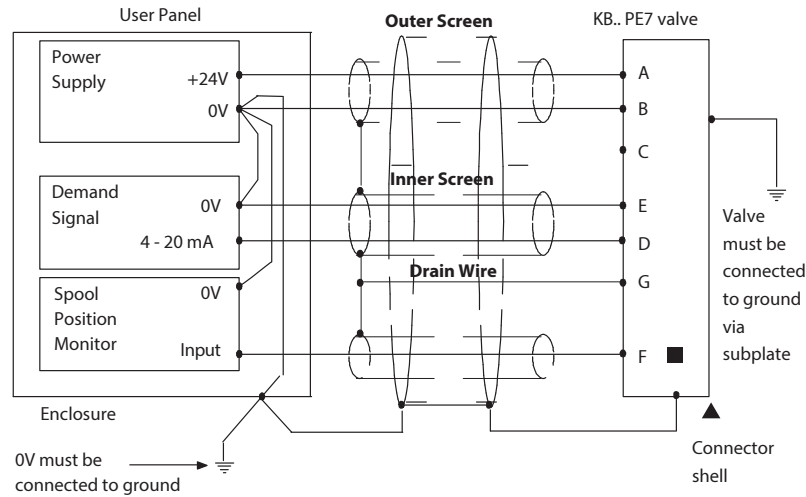 User Panel
Outer Screen
KB.. PE7 valve
Power
Supply
+24V
0V
A
B
C
Inner Screen
Demand
Signal
0V
4 - 20 mA
E
D
Valve
must be
connected
to ground
via
subplate
Drain Wire
G
Spool
Position
Monitor
0V
Input
F
Enclosure
Connector
shell
0V must be
connected to ground